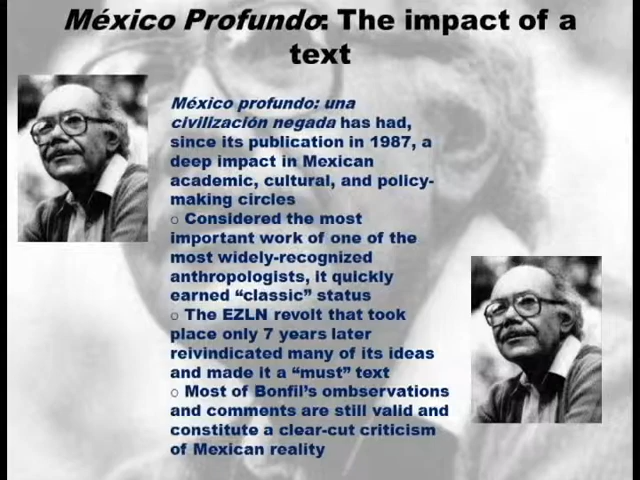 México Profundo: The impact of a
text
México profundo: una
civilización negada has had,
since its publication in 1987, a
deep impact in Mexican
academic, cultural, and policy-
making circles
o Considered the most
important work of one of the
most widely-recognized
anthropologists, it quickly
earned “classic” status
o The EZLN revolt that took
place only 7 years later
reivindicated many of its ideas
and made it a “must” text
o Most of Bonfil’s ombservations
and comments are still valid and
constitute a clear-cut criticism
of Mexican reality